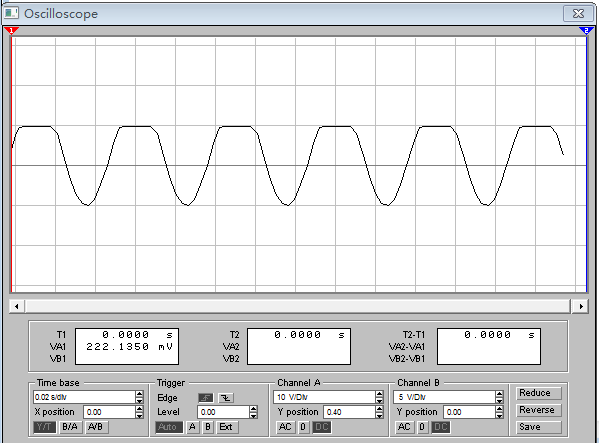 Oscilloscope
1 2
T1 0.0000 s T2 0.0000 s T2-T1 0.0000 s
VA1 222.1350 mV VA2 VA2-VA1
VB1 VB2 VB2-VB1
Time base Trigger Channel A Channel B
0.02 s/div Edge 10 V/Div 5 V/Div Reduce
X position 0.00 Level 0.00 Y position 0.40 Y position 0.00 Reverse
Y/T B/A A/B Auto A B Ext AC 0 DC AC 0 DC Save